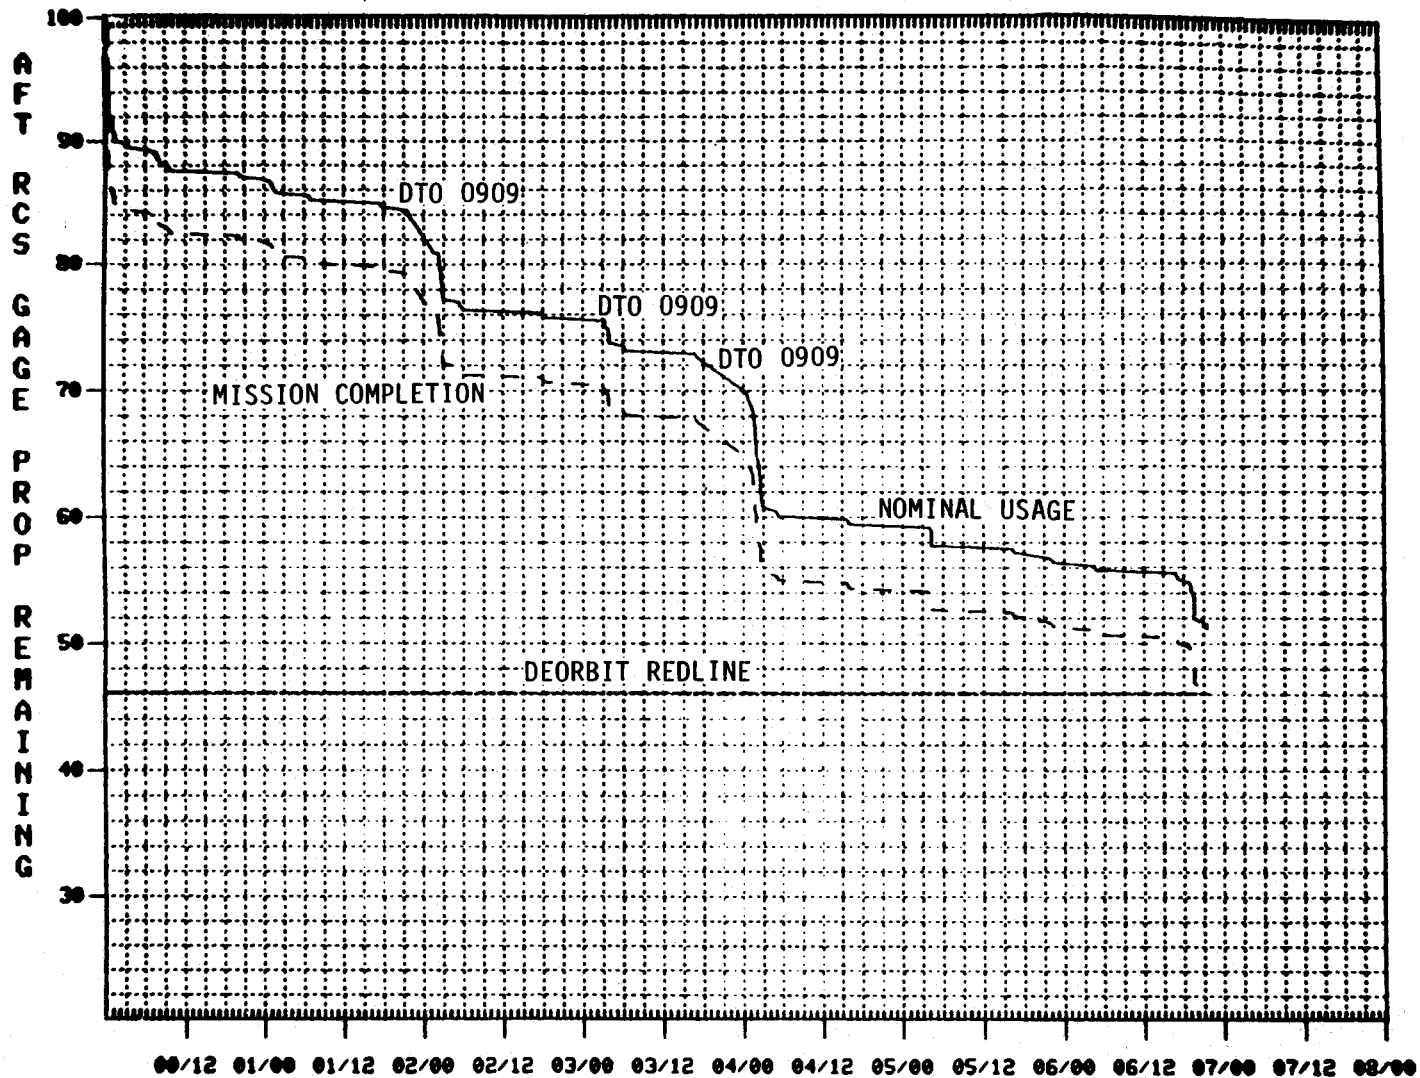 AFT RCS GAGE PROP REMAINING
100
90
80
70
60
50
40
30
DTO 0909
DTO 0909
DTO 0909
MISSION COMPLETION
NOMINAL USAGE
DEORBIT REDLINE
00/12 01/00 01/12 02/00 02/12 03/00 03/12 04/00 04/12 05/00 05/12 06/00 06/12 07/00 07/12 08/00